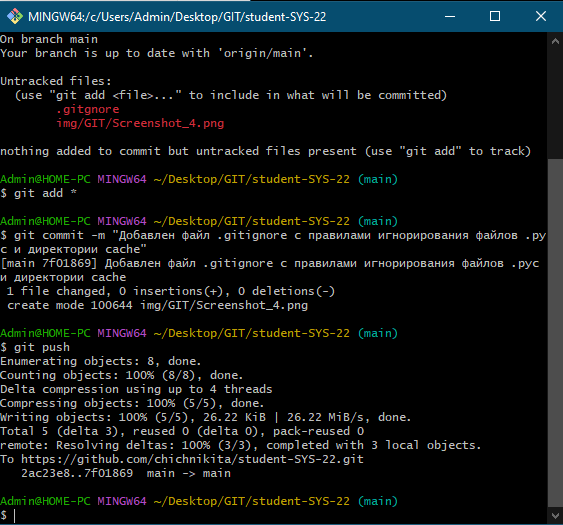 MINGW64:/c/Users/Admin/Desktop/GIT/student-SYS-22
On branch main
Your branch is up to date with 'origin/main'.
Untracked files:
(use "git add <file>..." to include in what will be committed)
.gitgnore
img/GIT/Screenshot_4.png
nothing added to commit but untracked files present (use "git add" to track)
Admin@HOME-PC MINGW64 ~/Desktop/GIT/student-SYS-22 (main)
$ git add *
Admin@HOME-PC MINGW64 ~/Desktop/GIT/student-SYS-22 (main)
$ git commit -m "Добавлен файл .gitignore с правилами игнорирования файлов .pyc
с и директории cache"
[main 7f01869] Добавлен файл .gitignore с правилами игнорирования файлов .рус
и директории cache
1 file changed, 0 insertions(+), 0 deletions(-)
create mode 100644 img/GIT/Screenshot_4.png
Admin@HOME-PC MINGW64 ~/Desktop/GIT/student-SYS-22 (main)
$ git push
Enumerating objects: 8, done.
Counting objects: 100% (8/8), done.
Delta compression using up to 4 threads
Compressing objects: 100% (5/5), done.
Writing objects: 100% (5/5), 26.22 KiB | 26.22 MiB/s, done.
Total 5 (delta 3), reused 0 (delta 0), pack-reused 0
remote: Resolving deltas: 100% (3/3), completed with 3 local objects.
To https://github.com/chichnikita/student-SYS-22.git
2ac23e8..7f01869 main -> main
Admin@HOME-PC MINGW64 ~/Desktop/GIT/student-SYS-22 (main)
$